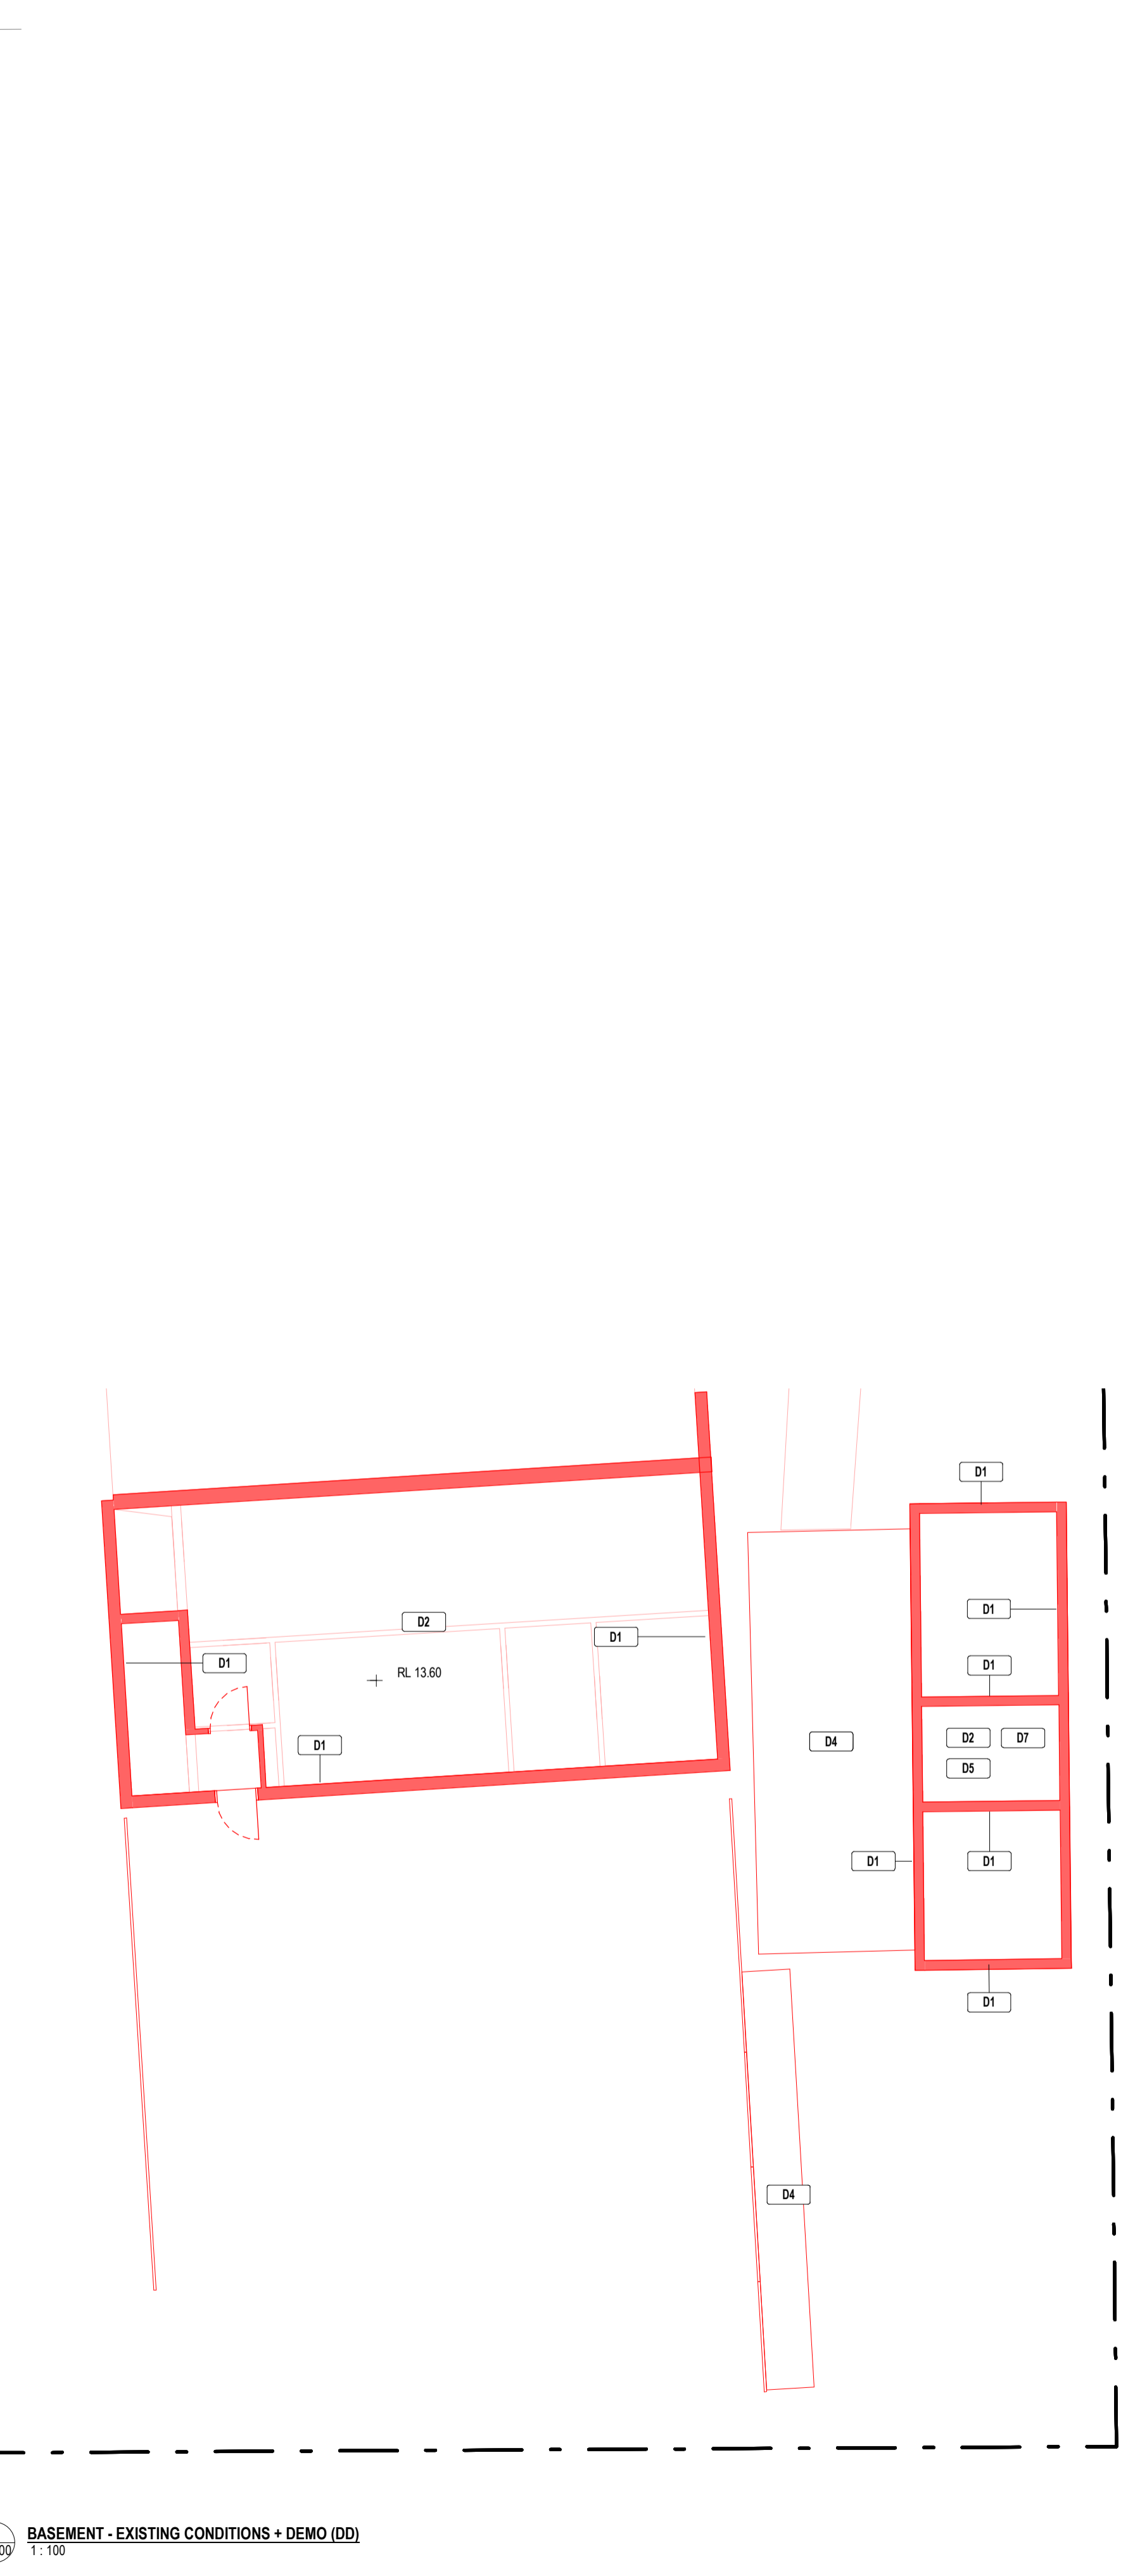 D1
D1
D2
D1
D1
D1
RL 13.60
D2
D7
D1
D4
D5
D1
D1
D1
D4
BASEMENT - EXISTING CONDITIONS + DEMO (DD)
00
1 : 100